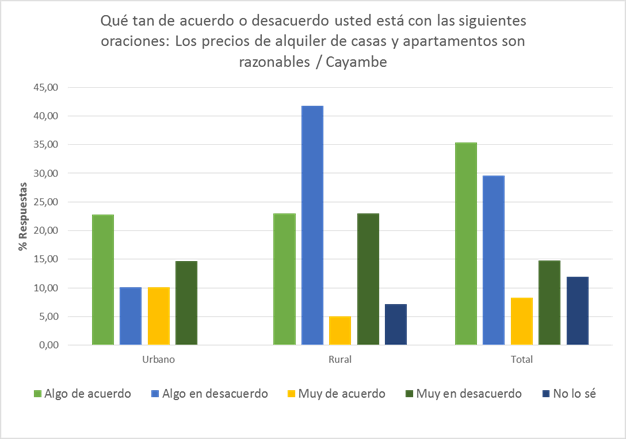 Qué tan de acuerdo o desacuerdo usted está con las siguientes
oraciones: Los precios de alquiler de casas y apartamentos son
razonables / Cayambe
45,00
40,00
35,00
30,00
25,00
20,00
15,00
10,00
5,00
0,00
% Respuestas
Urbano Rural Total
Algo de acuerdo Algo en desacuerdo Muy de acuerdo Muy en desacuerdo No lo sé